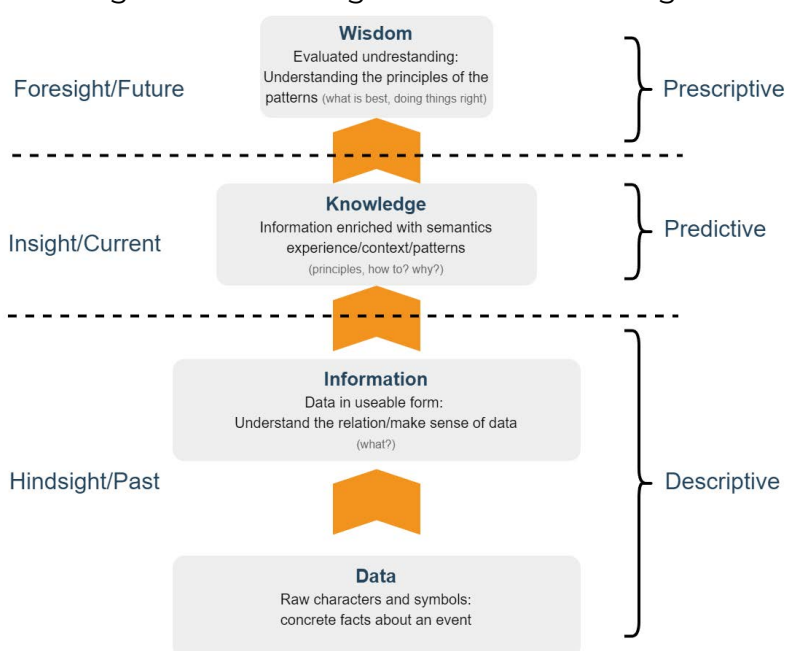 Wisdom
Evaluated undrestanding:
Understanding the principles of the
patterns (what is best, doing things right)
Foresight/Future
Prescriptive
Knowledge
Information enriched with semantics
experience/context/patterns
(principles, how to? why?)
Insight/Current
Predictive
Information
Data in useable form:
Understand the relation/make sense of data
(what?)
Hindsight/Past
Descriptive
Data
Raw characters and symbols:
concrete facts about an event